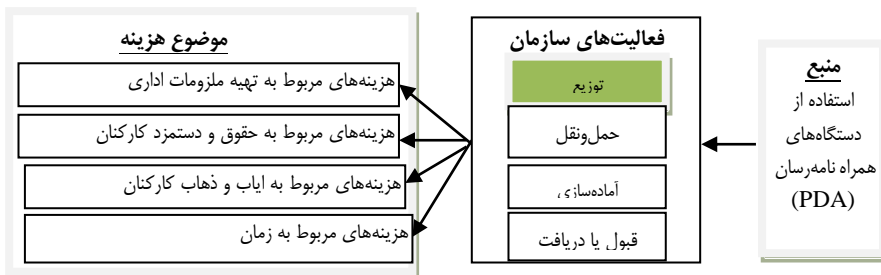 منبع
استفاده از
دستگاه‌های
همراه نامه‌رسان
(PDA)
فعالیت‌های سازمان
توزیع
حمل‌ونقل
آماده‌سازی
قبول یا دریافت
موضوع هزینه
هزینه‌های مربوط به تهیه ملزومات اداری
هزینه‌های مربوط به حقوق و دستمزد کارکنان
هزینه‌های مربوط به ایاب و ذهاب کارکنان
هزینه‌های مربوط به زمان